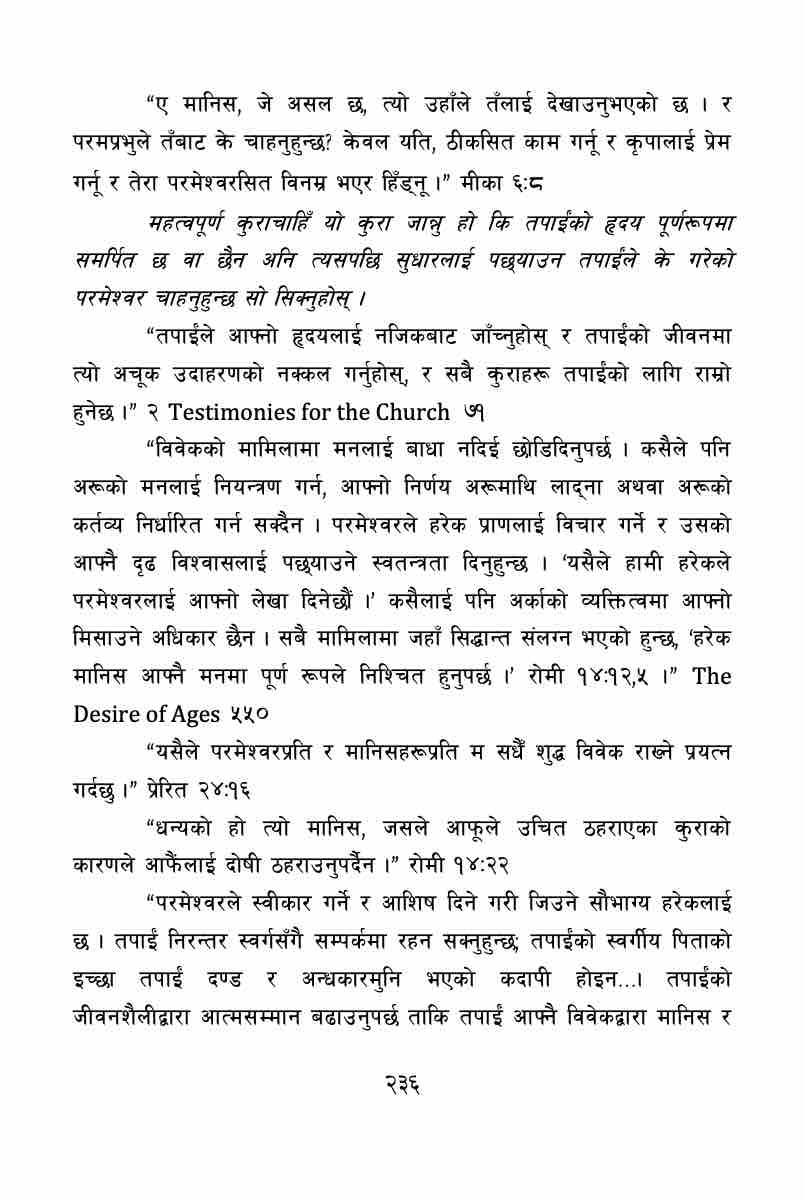 “ए मानिस, जे असल छ, त्यो उहाँले तँलाई देखाउनुभएको छ । र
परमप्रभुले तँबाट के चाहनुहुन्छ? केवल यति, ठीकसित काम गर्नू र कृपालाई प्रेम
गर्नू र तेरा परमेश्वरसित विनम्र भएर हिँड्नू ।” मीका ६:८
महत्वपूर्ण कुराचाहिँ यो कुरा जान्नु हो कि तपाईंको हृदय पूर्णरूपमा
समर्पित छ वा छैन अनि त्यसपछि सुधारलाई पछ्याउन तपाईंले के गरेको
परमेश्वर चाहनुहुन्छ सो सिक्नुहोस् ।
“तपाईंले आफ्नो हृदयलाई नजिकबाट जाँच्नुहोस् र तपाईंको जीवनमा
त्यो अचूक उदाहरणको नक्कल गर्नुहोस्, र सबै कुराहरू तपाईंको लागि राम्रो
हुनेछ ।” २ Testimonies for the Church ७१
“विवेकको मामिलामा मनलाई बाधा नदिई छोडिदिनुपर्छ । कसैले पनि
अरूको मनलाई नियन्त्रण गर्न, आफ्नो निर्णय अरूमाथि लाद्‌ना अथवा अरूको
कर्तव्य निर्धारित गर्न सक्दैन । परमेश्वरले हरेक प्राणलाई विचार गर्ने र उसको
आफ्नै दृढ विश्वासलाई पछ्याउने स्वतन्त्रता दिनुहुन्छ । ‘यसैले हामी हरेकले
परमेश्वरलाई आफ्नो लेखा दिनेछौं ।’ कसैलाई पनि अर्काको व्यक्तित्वमा आफ्नो
मिसाउने अधिकार छैन । सबै मामिलामा जहाँ सिद्धान्त संलग्न भएको हुन्छ, ‘हरेक
मानिस आफ्नै मनमा पूर्ण रूपले निश्चित हुनुपर्छ ।’ रोमी १४:१२,५ ।” The
Desire of Ages ५५०
“यसैले परमेश्वरप्रति र मानिसहरूप्रति म सधैँ शुद्ध विवेक राख्ने प्रयत्न
गर्दछु ।” प्रेरित २४:१६
“धन्यको हो त्यो मानिस, जसले आफूले उचित ठहराएका कुराको
कारणले आफैंलाई दोषी ठहराउनुपर्दैन ।” रोमी १४:२२
“परमेश्वरले स्वीकार गर्ने र आशिष दिने गरी जिउने सौभाग्य हरेकलाई
छ । तपाईं निरन्तर स्वर्गसँगै सम्पर्कमा रहन सक्नुहुन्छ; तपाईंको स्वर्गीय पिताको
इच्छा तपाईं दण्ड र अन्धकारमुनि भएको कदापी होइन...। तपाईंको
जीवनशैलीद्वारा आत्मसम्मान बढाउनुपर्छ ताकि तपाईं आफ्नै विवेकद्वारा मानिस र
२३६